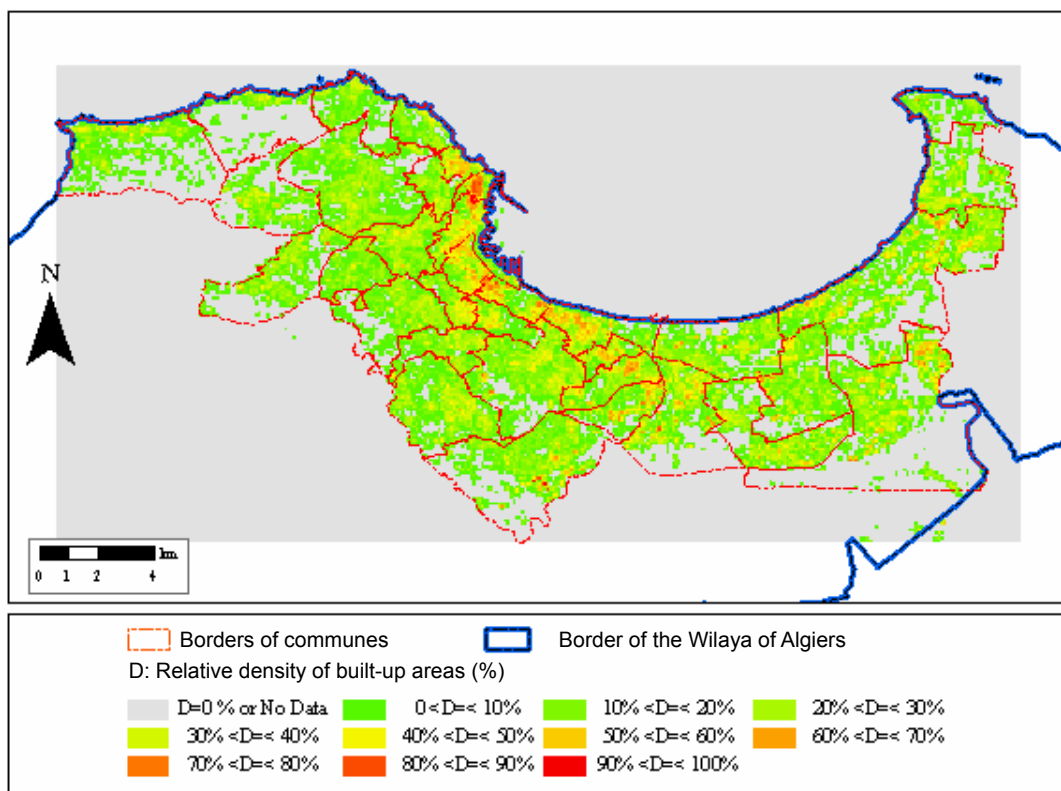 N
km.
0 1 2 4
Borders of communes Border of the Wilaya of Algiers
D: Relative density of built-up areas (%)
D=0 % or No Data 0 <D=< 10% 10% <D=< 20% 20% <D=< 30%
30% <D=< 40% 40% <D=< 50% 50% <D=< 60% 60% <D=< 70%
70% <D=< 80% 80% <D=< 90% 90% <D=< 100%